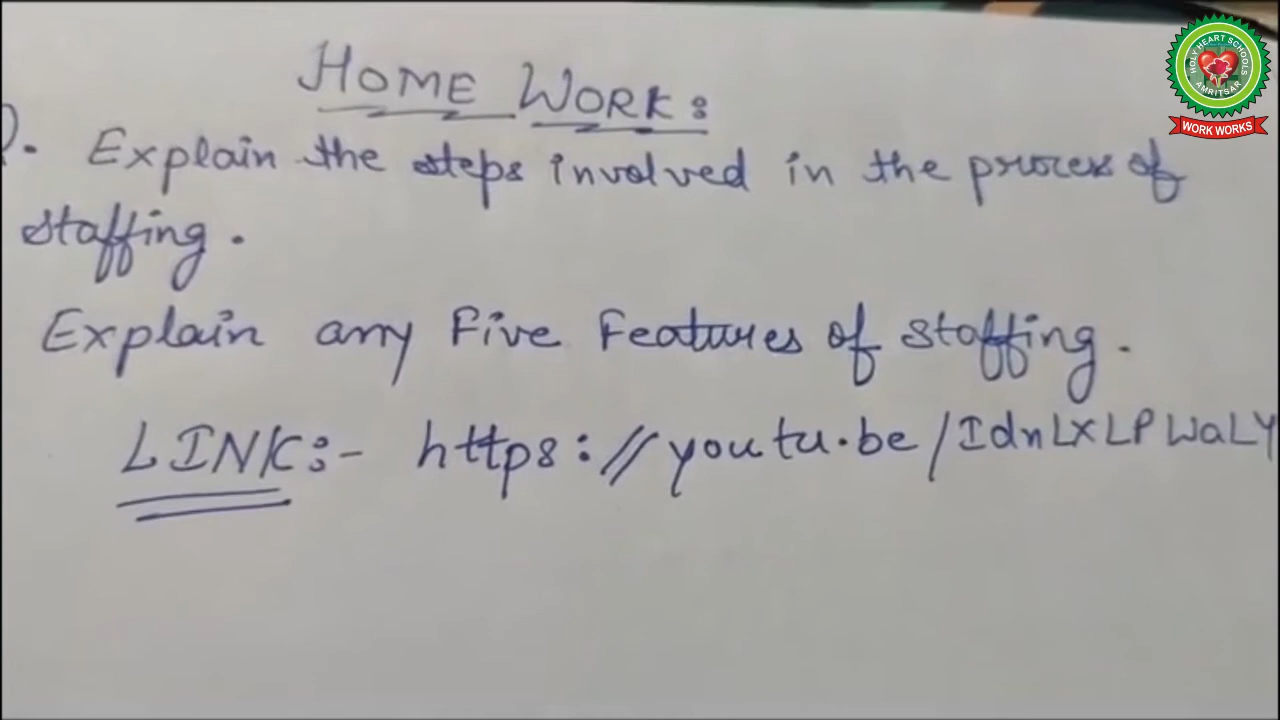 HOME WORK:
Q. Explain the steps involved in the process of
staffing.
Explain any Five Features of staffing.
LINK:- https://youtu.be/IdnLXLPWaLY
HOLY HEART SCHOOLS
AMRITSAR
WORK WORKS